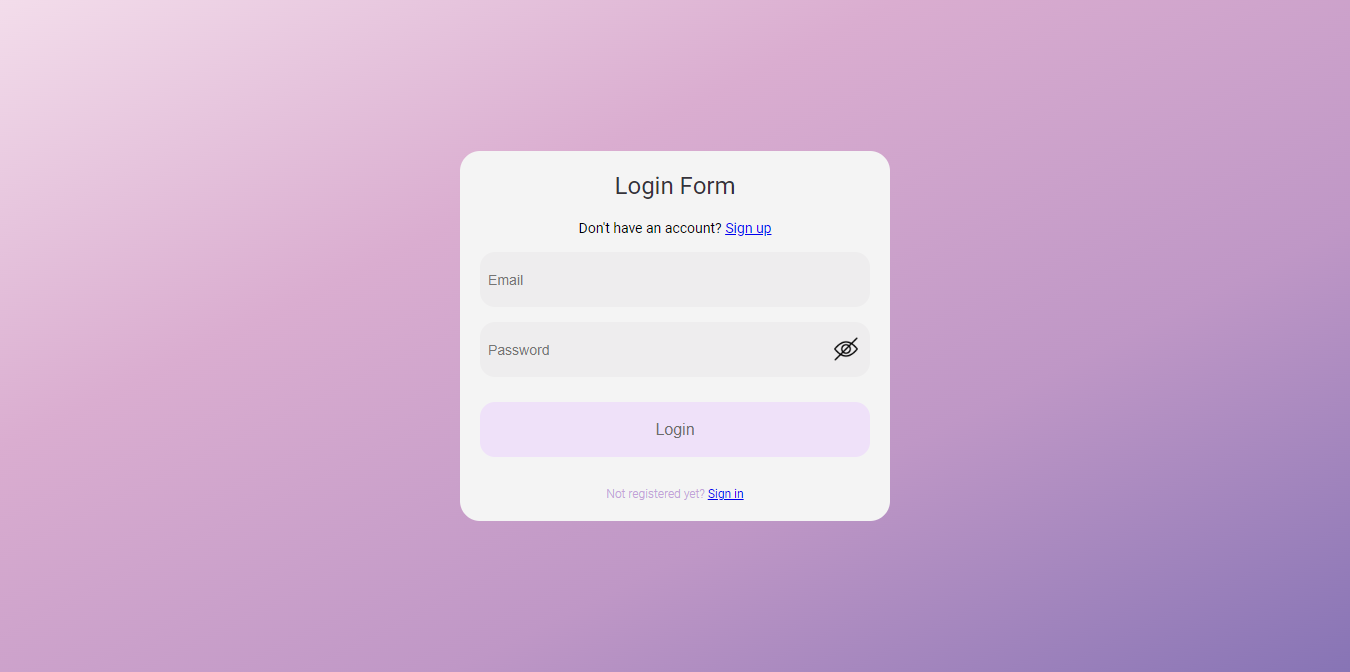 Login Form
Don't have an account? Sign up
Email
Password
Login
Not registered yet? Sign in